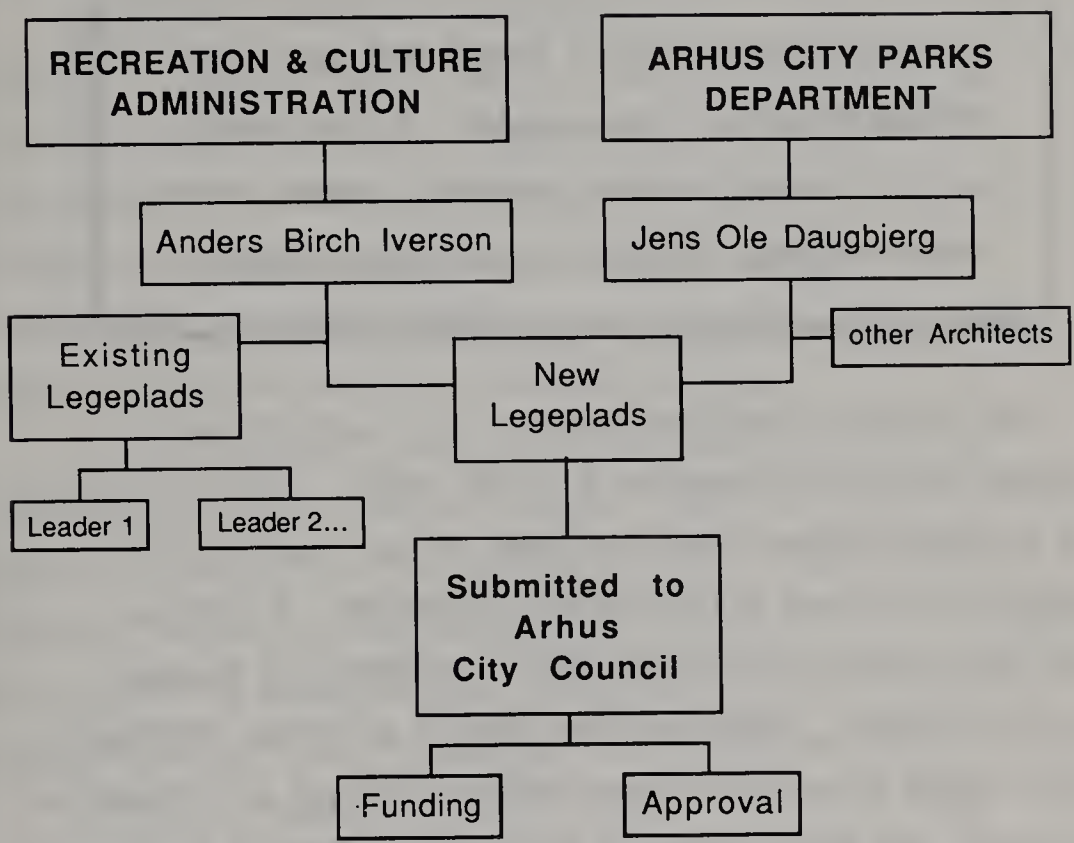 RECREATION & CULTURE
ADMINISTRATION
ARHUS CITY PARKS
DEPARTMENT
Anders Birch Iverson
Jens Ole Daugbjerg
other Architects
Existing
Legeplads
New
Legeplads
Leader 1
Leader 2...
Submitted to
Arhus
City Council
Funding
Approval